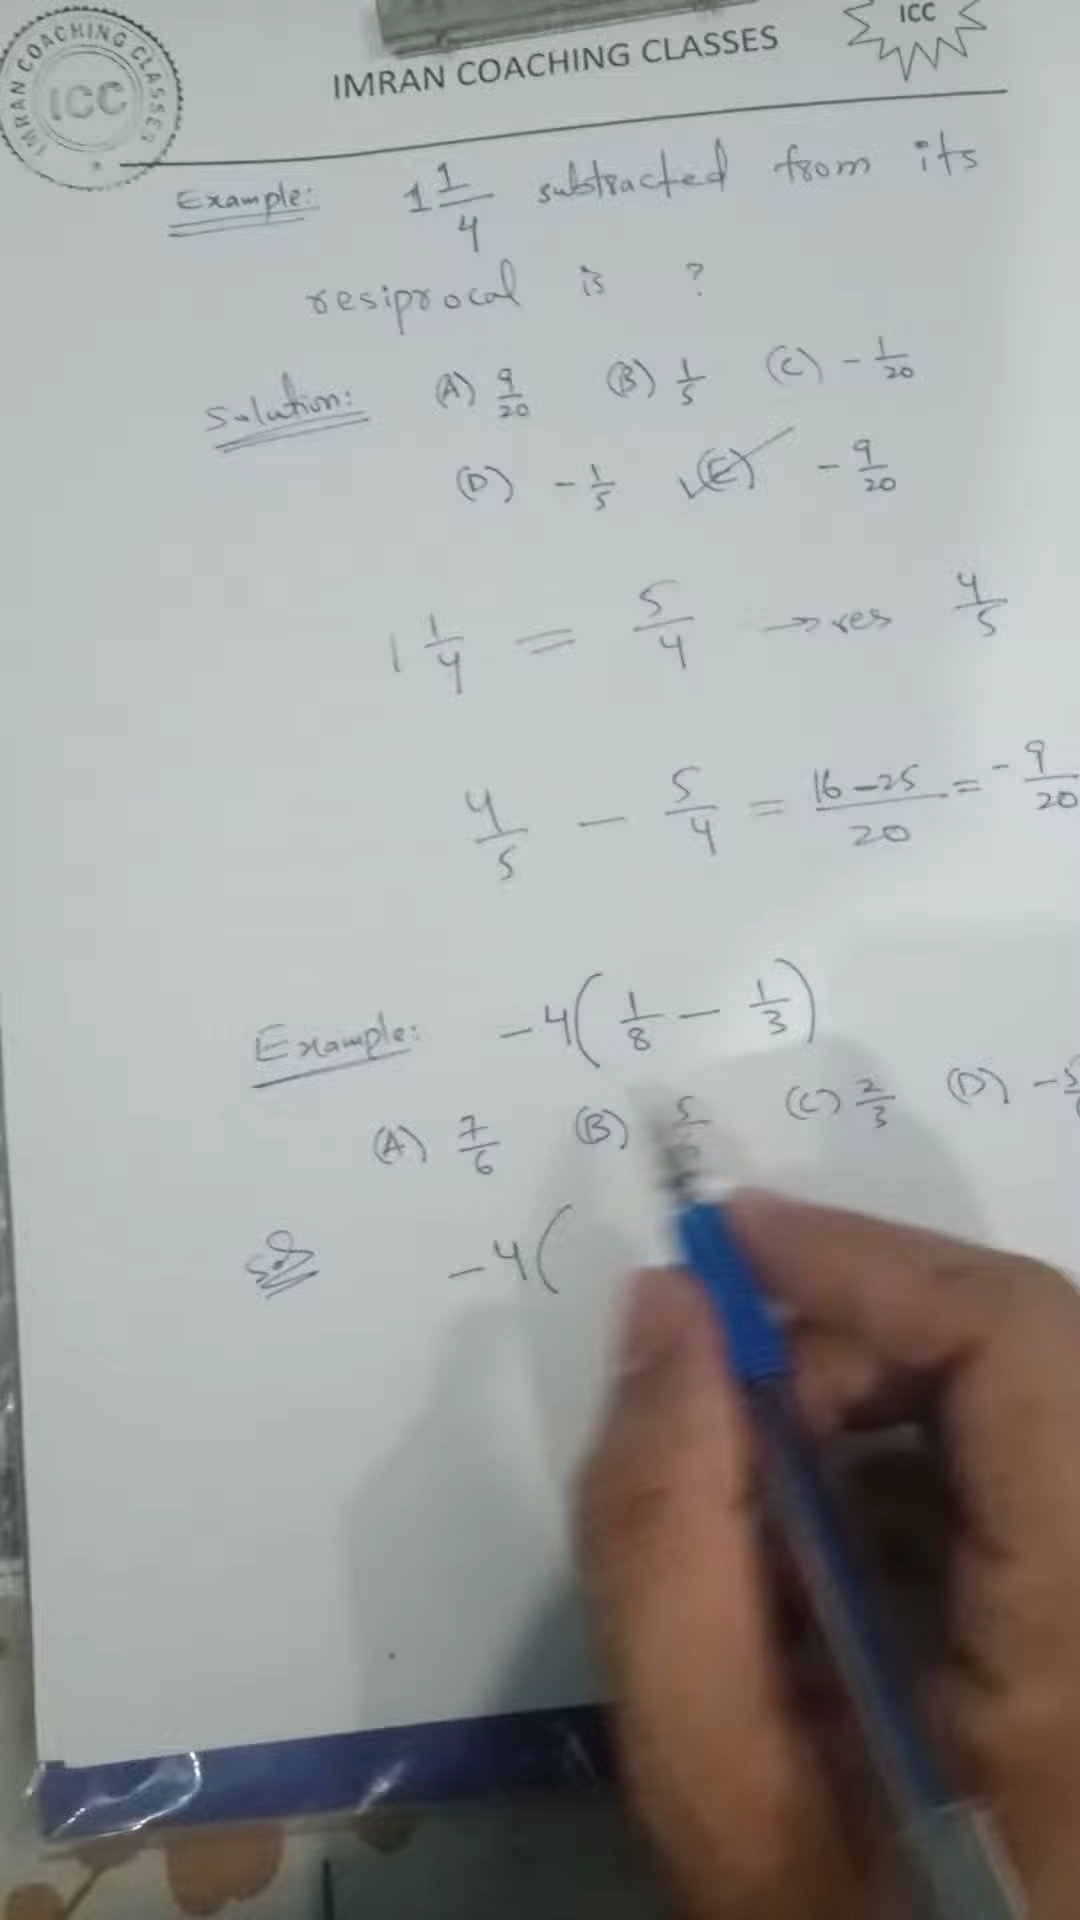 IMRAN COACHING CLASSES
ICC
IMRAN COACHING CLASSES
ICC
Example: 1 1/4 subtracted from its
resiprocal is ?
Solution: (A) 9/20 (B) 1/5 (C) -1/20
(D) -1/5 (E) -9/20
1 1/4 = 5/4 → res 4/5
4/5 - 5/4 = 16-25/20 = -9/20
Example: -4(1/8 - 1/3)
(A) 7/6 (B) 5/ (C) 2/3 (D) -5/
Sol -4(